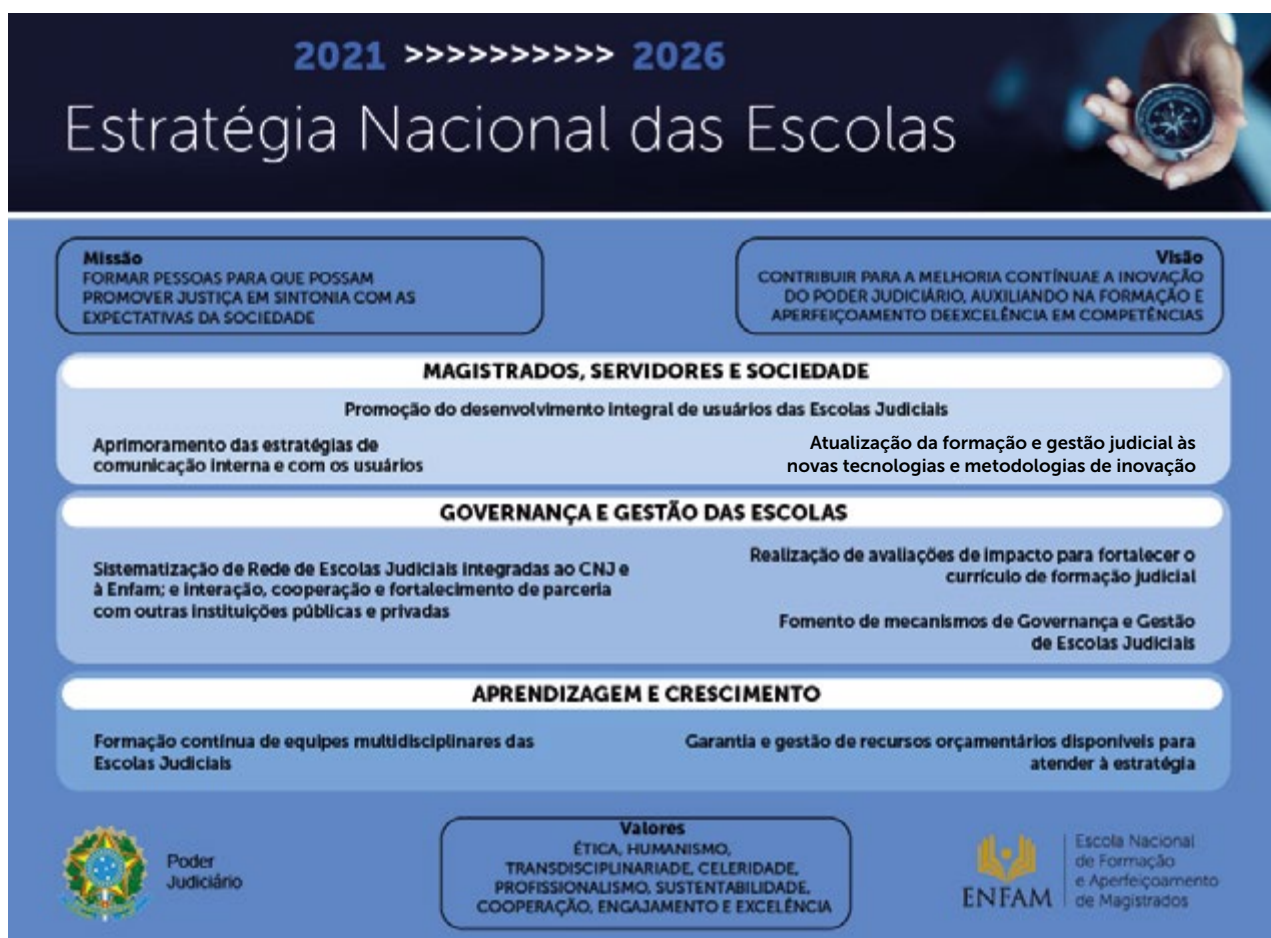 2021 >>>>>>>>>> 2026
Estratégia Nacional das Escolas
Missão
FORMAR PESSOAS PARA QUE POSSAM
PROMOVER JUSTIÇA EM SINTONIA COM AS
EXPECTATIVAS DA SOCIEDADE
Visão
CONTRIBUIR PARA A MELHORIA CONTÍNUAE A INOVAÇÃO
DO PODER JUDICIÁRIO, AUXILIANDO NA FORMAÇÃO E
APERFEIÇOAMENTO DEEXCELÊNCIA EM COMPETÊNCIAS
MAGISTRADOS, SERVIDORES E SOCIEDADE
Promoção do desenvolvimento integral de usuários das Escolas Judiciais
Aprimoramento das estratégias de
comunicação interna e com os usuários
Atualização da formação e gestão judicial às
novas tecnologias e metodologias de inovação
GOVERNANÇA E GESTÃO DAS ESCOLAS
Sistematização de Rede de Escolas Judiciais integradas ao CNJ e
à Enfam; e interação, cooperação e fortalecimento de parceria
com outras instituições públicas e privadas
Realização de avaliações de impacto para fortalecer o
currículo de formação judicial
Fomento de mecanismos de Governança e Gestão
de Escolas Judiciais
APRENDIZAGEM E CRESCIMENTO
Formação contínua de equipes multidisciplinares das
Escolas Judiciais
Garantia e gestão de recursos orçamentários disponíveis para
atender à estratégia
Poder
Judiciário
Valores
ÉTICA, HUMANISMO,
TRANSDISCIPLINARIADE, CELERIDADE,
PROFISSIONALISMO, SUSTENTABILIDADE,
COOPERAÇÃO, ENGAJAMENTO E EXCELÊNCIA
ENFAM
Escola Nacional
de Formação
e Aperfeiçoamento
de Magistrados